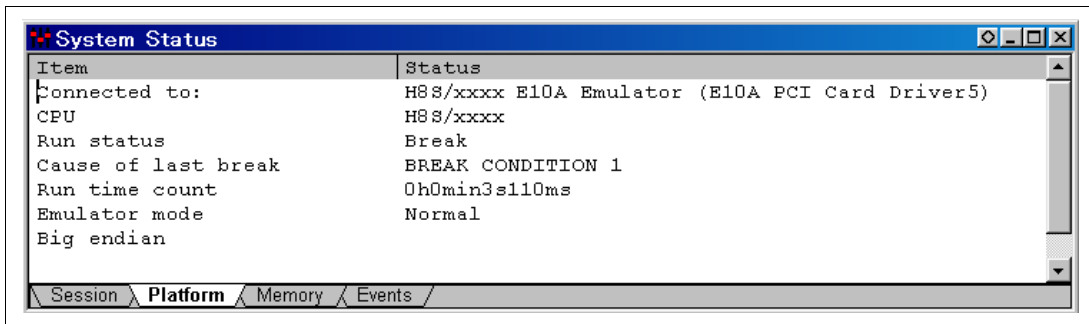 System Status
Item Status
Connected to: H8S/xxxx E10A Emulator (E10A PCI Card Driver5)
CPU H8S/xxxx
Run status Break
Cause of last break BREAK CONDITION 1
Run time count 0h0min3s110ms
Emulator mode Normal
Big endian
Session Platform Memory Events